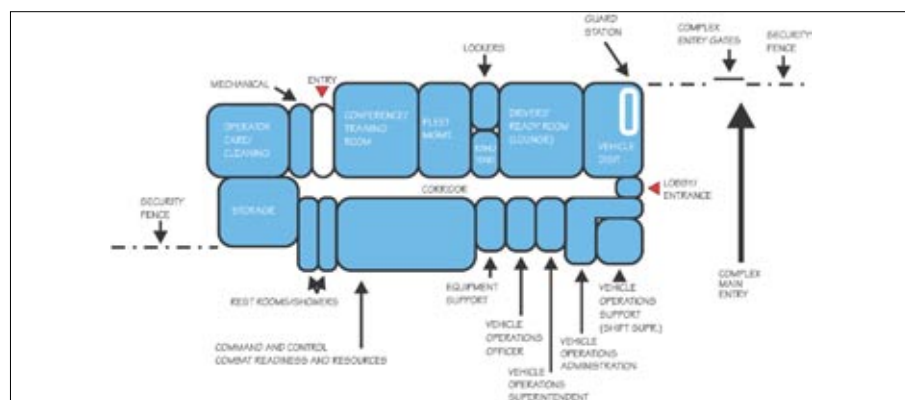 GUARD
STATION
COMPLEX
ENTRY GATES
SECURITY
FENCE
LOCKERS
MECHANICAL
ENTRY
OPERATOR
CARE/
CLEANING
CONFERENCE/
TRAINING
ROOM
FLEET
MGMT.
DRIVERS'
READY ROOM
(LOUNGE)
VEHICLE
DISP.
CORRIDOR
LOBBY/
ENTRANCE
SECURITY
FENCE
STORAGE
REST ROOMS/SHOWERS
EQUIPMENT
SUPPORT
VEHICLE
OPERATIONS
SUPPORT
(SHIFT SUPR.)
COMPLEX
MAIN
ENTRY
COMMAND AND CONTROL
COMBAT READINESS AND RESOURCES
VEHICLE
OPERATIONS
OFFICER
VEHICLE
OPERATIONS
ADMINISTRATION
VEHICLE
OPERATIONS
SUPERINTENDENT